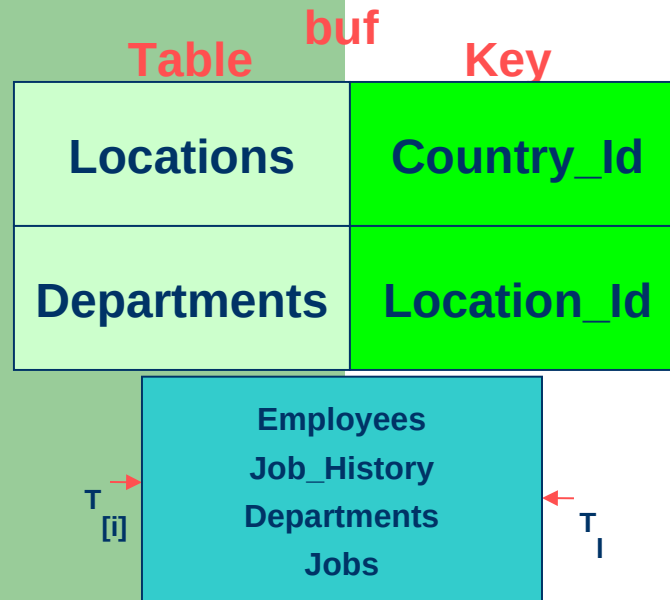 buf
Table Key
Locations Country_Id
Departments Location_Id
Employees
Job_History
Departments
Jobs
T
[i]
T
I